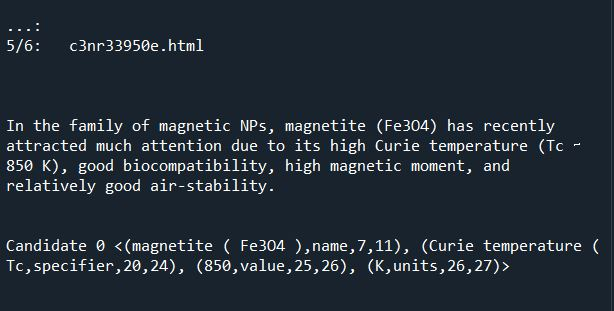 ...:
5/6:   c3nr33950e.html
In the family of magnetic NPs, magnetite (Fe3O4) has recently
attracted much attention due to its high Curie temperature (Tc ~
850 K), good biocompatibility, high magnetic moment, and
relatively good air-stability.
Candidate 0 <(magnetite ( Fe3O4 ),name,7,11), (Curie temperature (
Tc,specifier,20,24), (850,value,25,26), (K,units,26,27)>